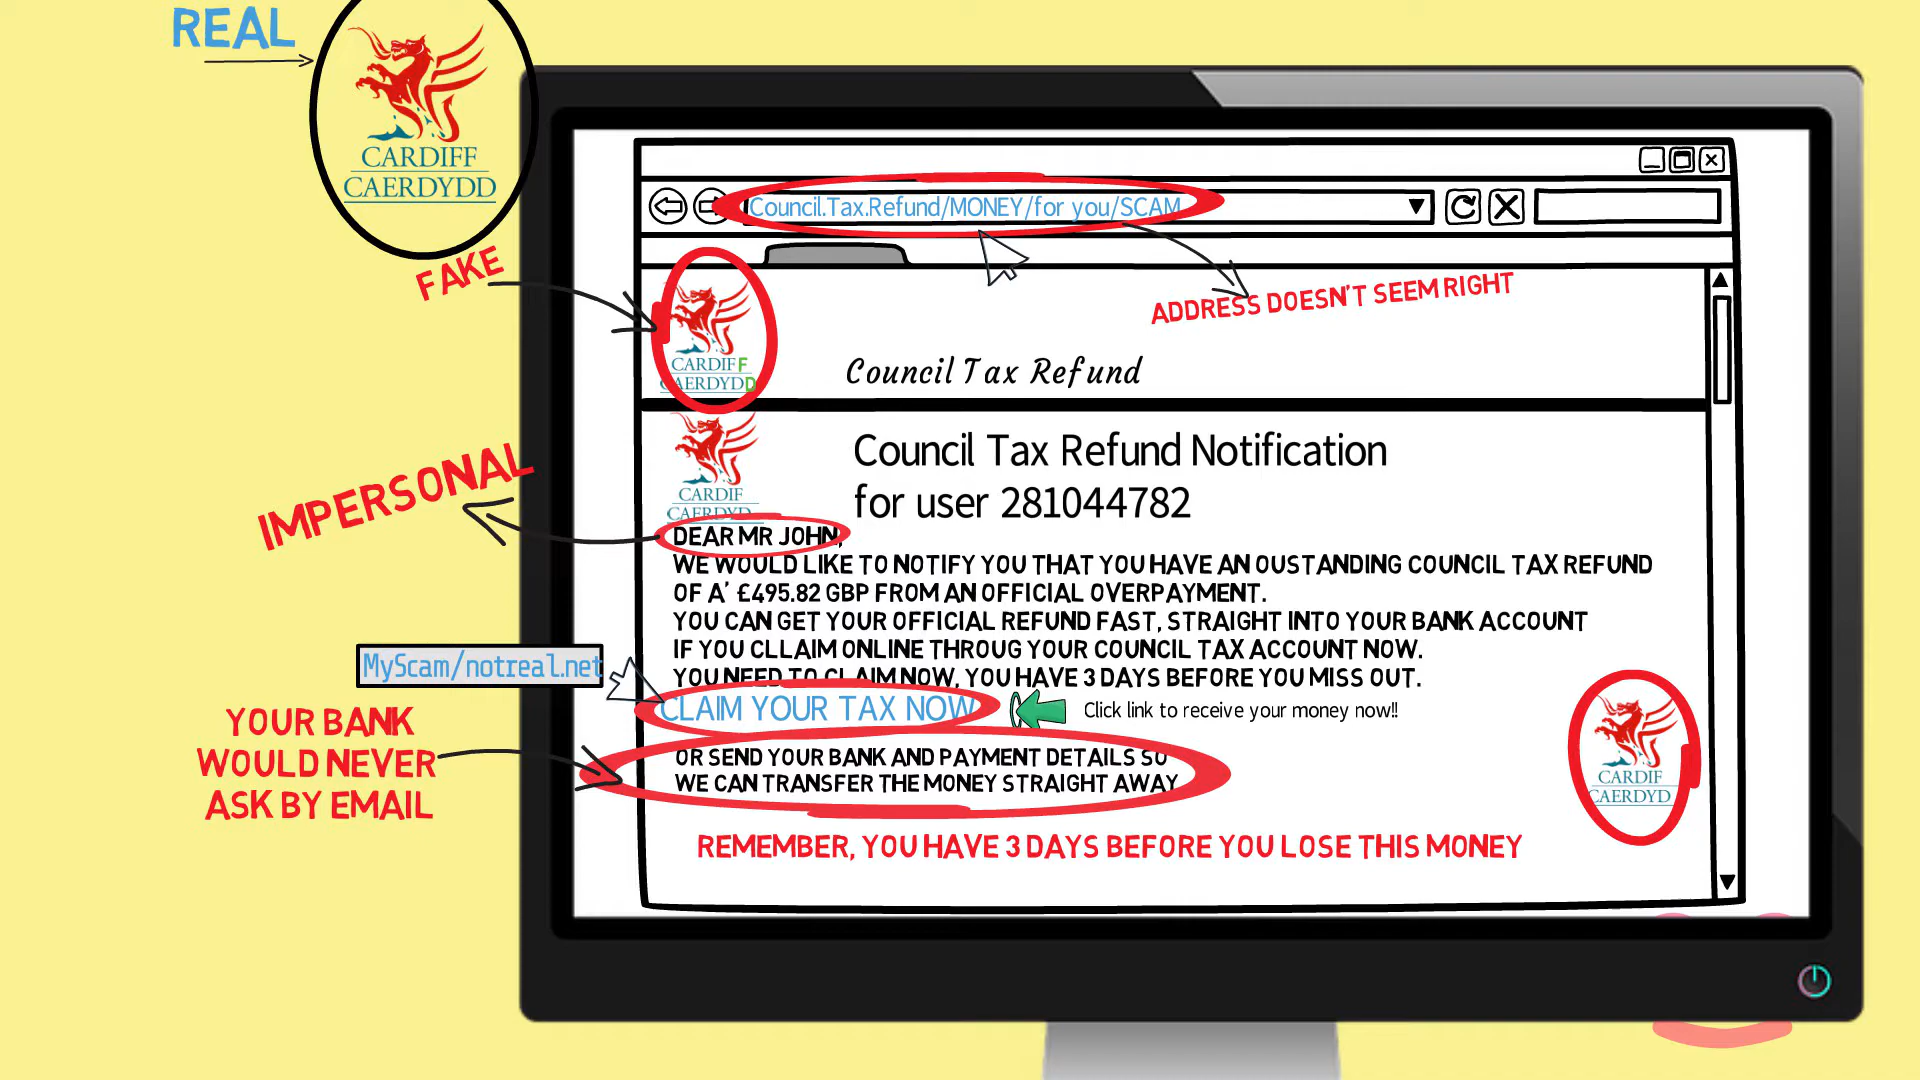 REAL
CARDIFF
CAERDYDD
Council.Tax.Refund/MONEY/for you/SCAM
FAKE
ADDRESS DOESN'T SEEM RIGHT
CARDIFF
CAERDYDD
Council Tax Refund
IMPERSONAL
CARDIF
CAERDYD
Council Tax Refund Notification
for user 281044782
DEAR MR JOHN,
WE WOULD LIKE TO NOTIFY YOU THAT YOU HAVE AN OUSTANDING COUNCIL TAX REFUND
OF A' £495.82 GBP FROM AN OFFICIAL OVERPAYMENT.
YOU CAN GET YOUR OFFICIAL REFUND FAST, STRAIGHT INTO YOUR BANK ACCOUNT
IF YOU CLLAIM ONLINE THROUG YOUR COUNCIL TAX ACCOUNT NOW.
YOU NEED TO CLAIM NOW, YOU HAVE 3 DAYS BEFORE YOU MISS OUT.
MyScam/notreal.net
CLAIM YOUR TAX NOW
Click link to receive your money now!!
YOUR BANK
WOULD NEVER
ASK BY EMAIL
OR SEND YOUR BANK AND PAYMENT DETAILS SO
WE CAN TRANSFER THE MONEY STRAIGHT AWAY
CARDIF
CAERDYD
REMEMBER, YOU HAVE 3 DAYS BEFORE YOU LOSE THIS MONEY